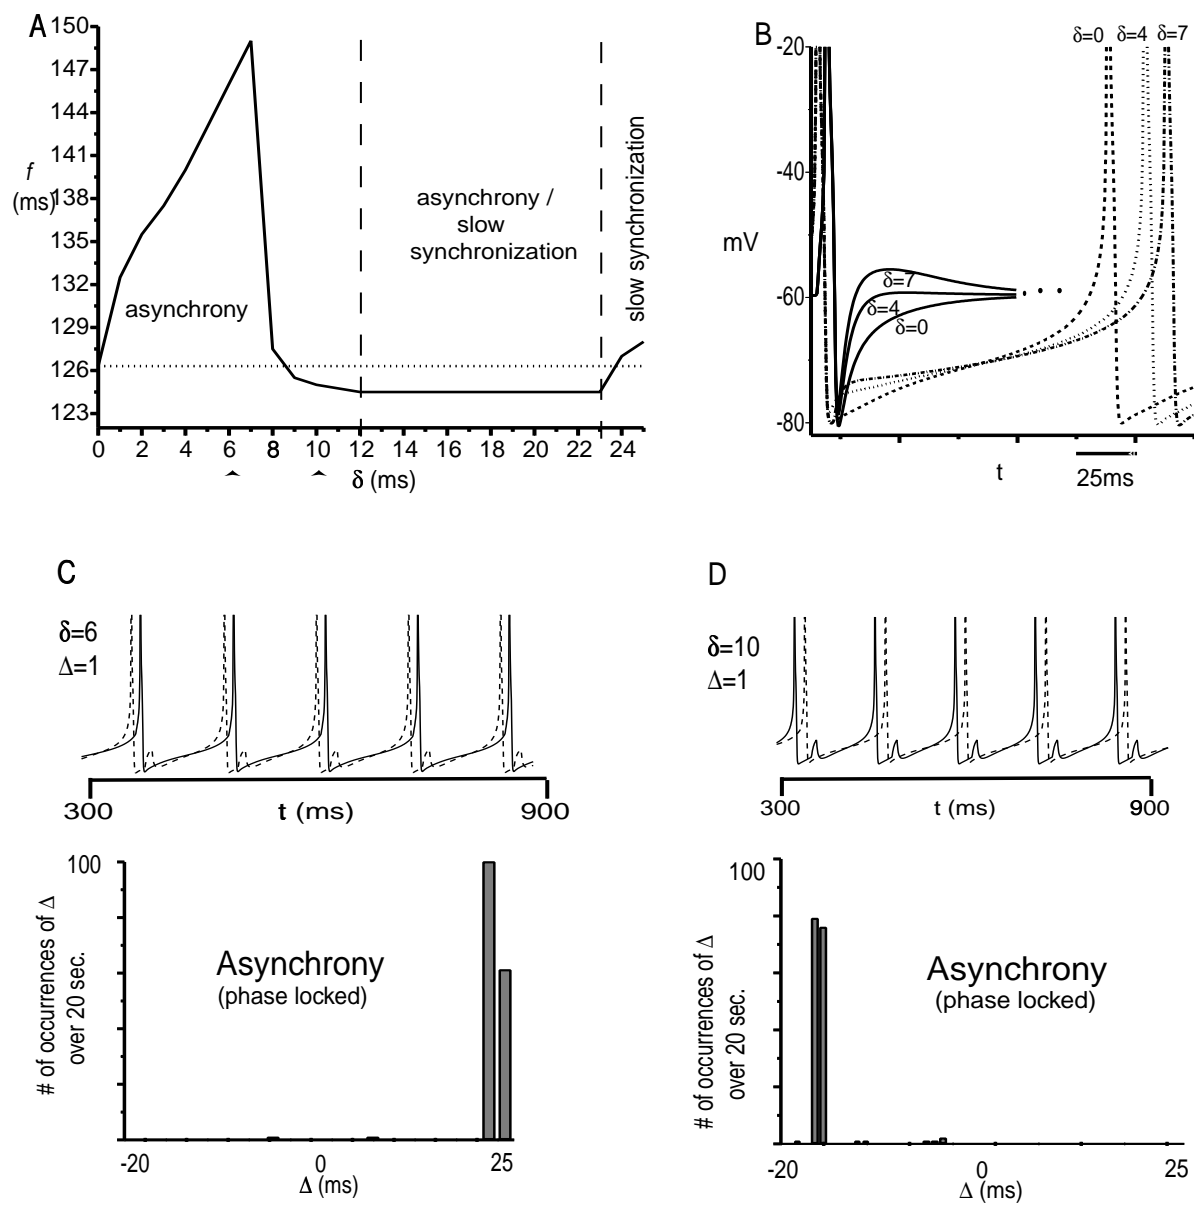 A
150
147
144
141
138
135
132
129
126
123
f
(ms)
asynchrony
asynchrony /
slow
synchronization
slow synchronization
0 2 4 6 8 10 12 14 16 18 20 22 24
δ (ms)
B
δ=0 δ=4 δ=7
-20
-40
-60
-80
mV
δ=7
δ=4
δ=0
t
25ms
C
δ=6
Δ=1
300 t (ms) 900
100
# of occurrences of Δ
over 20 sec.
Asynchrony
(phase locked)
-20 0 25
Δ (ms)
D
δ=10
Δ=1
300 t (ms) 900
100
# of occurrences of Δ
over 20 sec.
Asynchrony
(phase locked)
-20 0 25
Δ (ms)